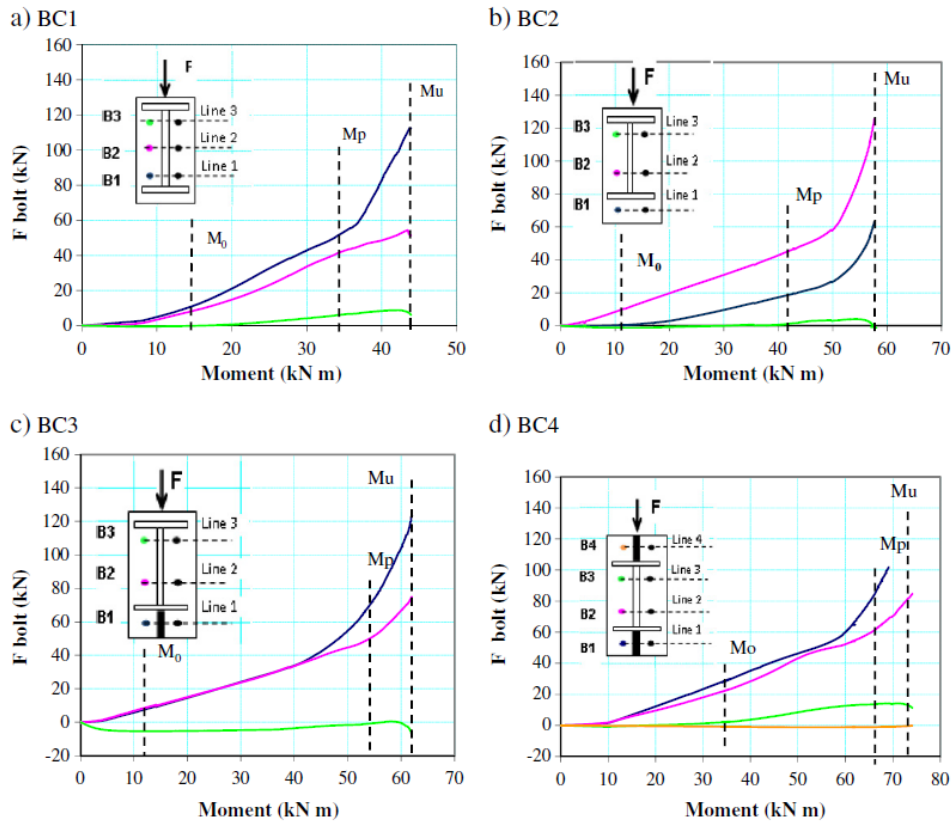 a) BC1
160
140
120
100
80
60
40
20
0
F bolt (kN)
F
B3
B2
B1
Line 3
Line 2
Line 1
M₀
Mp
Mu
0 10 20 30 40 50
Moment (kN m)
b) BC2
160
140
120
100
80
60
40
20
0
-20
F bolt (kN)
F
B3
B2
B1
Line 3
Line 2
Line 1
M₀
Mp
Mu
0 10 20 30 40 50 60 70
Moment (kN m)
c) BC3
160
140
120
100
80
60
40
20
0
-20
F bolt (kN)
F
B3
B2
B1
Line 3
Line 2
Line 1
M₀
Mp
Mu
0 10 20 30 40 50 60 70
Moment (kN m)
d) BC4
160
140
120
100
80
60
40
20
0
-20
F bolt (kN)
F
B4
B3
B2
B1
Line 4
Line 3
Line 2
Line 1
Mo
Mp
Mu
0 10 20 30 40 50 60 70 80
Moment (kN m)